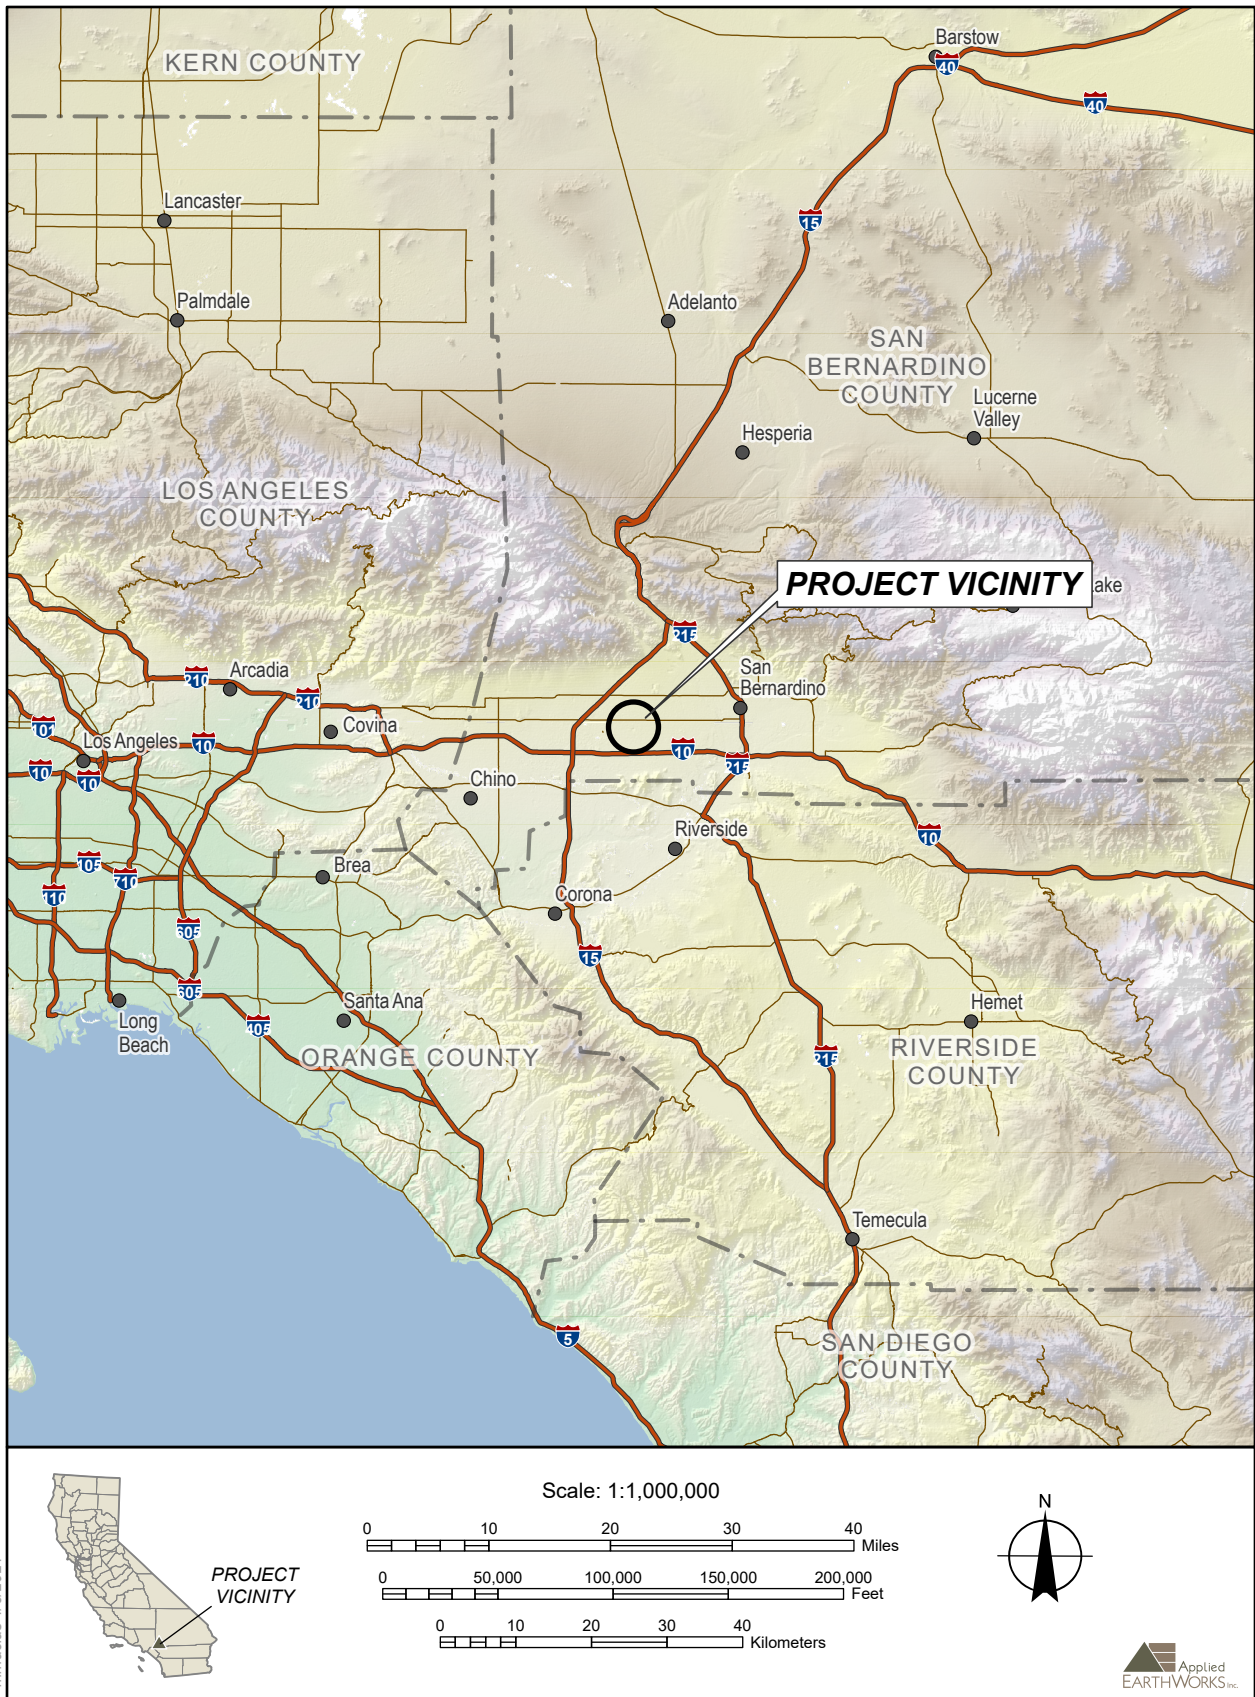 KERN COUNTY
Barstow
40
40
Lancaster
15
Palmdale
Adelanto
SAN
BERNARDINO
COUNTY
Lucerne
Valley
Hesperia
LOS ANGELES
COUNTY
PROJECT VICINITY
Lake
215
San
Bernardino
Arcadia
210
210
Covina
101
Los Angeles
10
10
215
10
10
Chino
Riverside
10
105
Brea
710
110
Corona
605
15
605
Santa Ana
Hemet
Long
Beach
405
ORANGE COUNTY
RIVERSIDE
COUNTY
215
Temecula
5
SAN DIEGO
COUNTY
Scale: 1:1,000,000
0 10 20 30 40
Miles
0 50,000 100,000 150,000 200,000
Feet
0 10 20 30 40
Kilometers
N
PROJECT
VICINITY
Applied
EARTHWORKS Inc.